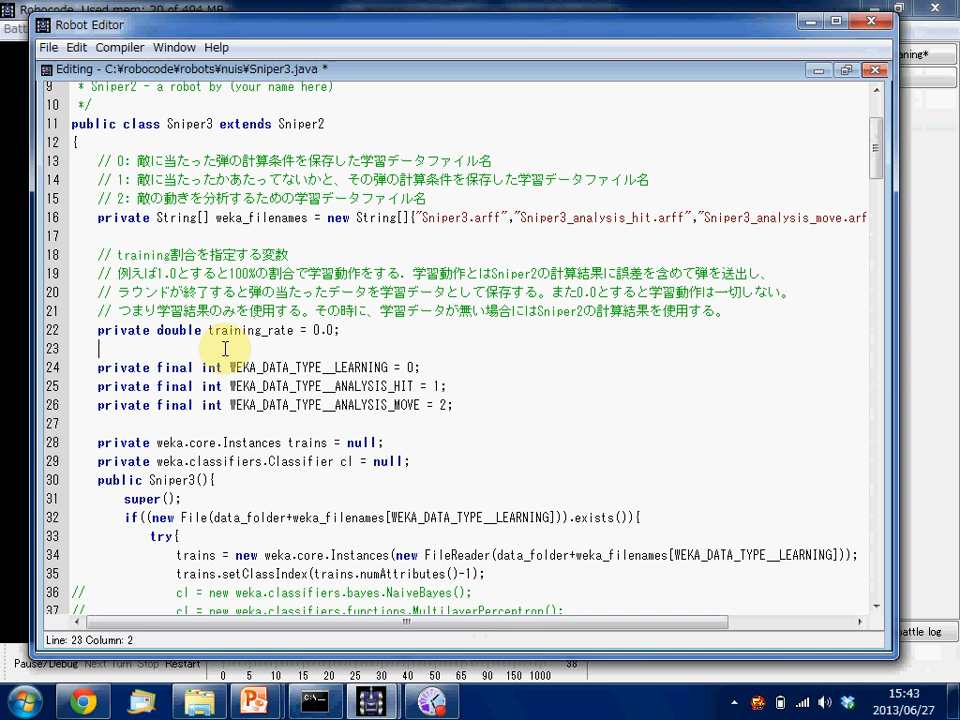 Robocode. Used mem: 20 of 494 MB
Batt
Robot Editor
File Edit Compiler Window Help
aning*
Editing - C:¥robocode¥robots¥nuis¥Sniper3.java *
9 * Sniper2 - a robot by (your name here)
10 */
11 public class Sniper3 extends Sniper2
12 {
13 // 0: 敵に当たった弾の計算条件を保存した学習データファイル名
14 // 1: 敵に当たったかあたってないかと、その弾の計算条件を保存した学習データファイル名
15 // 2: 敵の動きを分析するための学習データファイル名
16 private String[] weka_filenames = new String[]{"Sniper3.arff","Sniper3_analysis_hit.arff","Sniper3_analysis_move.arf
17
18 // training割合を指定する変数
19 // 例えば1.0とすると100%の割合で学習動作をする．学習動作とはSniper2の計算結果に誤差を含めて弾を送出し、
20 // ラウンドが終了すると弾の当たったデータを学習データとして保存する。また0.0とすると学習動作は一切しない。
21 // つまり学習結果のみを使用する。その時に、学習データが無い場合にはSniper2の計算結果を使用する。
22 private double training_rate = 0.0;
23
24 private final int WEKA_DATA_TYPE__LEARNING = 0;
25 private final int WEKA_DATA_TYPE__ANALYSIS_HIT = 1;
26 private final int WEKA_DATA_TYPE__ANALYSIS_MOVE = 2;
27
28 private weka.core.Instances trains = null;
29 private weka.classifiers.Classifier cl = null;
30 public Sniper3(){
31 super();
32 if((new File(data_folder+weka_filenames[WEKA_DATA_TYPE__LEARNING])).exists()){
33 try{
34 trains = new weka.core.Instances(new FileReader(data_folder+weka_filenames[WEKA_DATA_TYPE__LEARNING]));
35 trains.setClassIndex(trains.numAttributes()-1);
36 // cl = new weka.classifiers.bayes.NaiveBayes();
37 // cl = new weka.classifiers.functions.MultilayerPerceptron();
Line: 23 Column: 2
battle log
Pause/Debug Next Turn Stop Restart
38
0 5 10 15 20 25 30 40 50 65 90 150 1000
15:43
2013/06/27